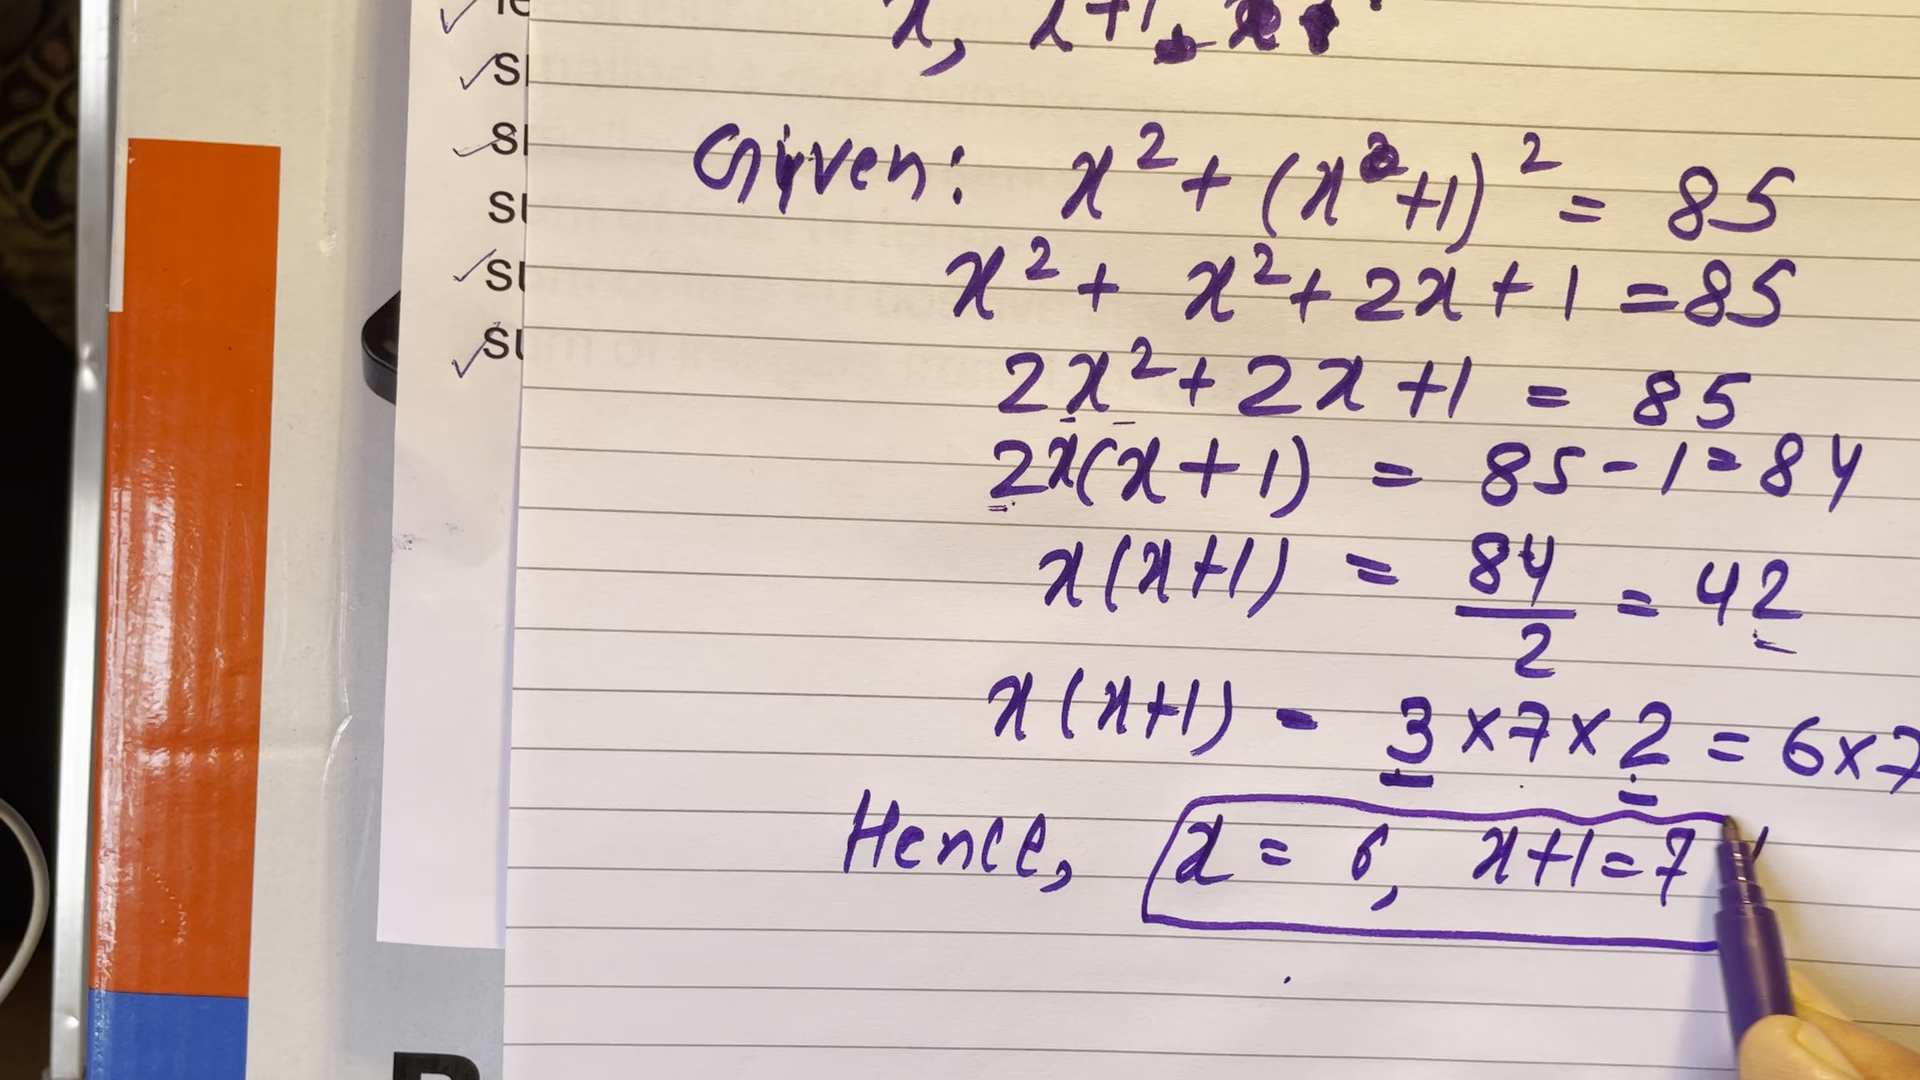 x, x+1
Given: x² + (x+1)² = 85
x² + x² + 2x + 1 = 85
2x² + 2x + 1 = 85
2x(x+1) = 85 - 1 = 84
x(x+1) = 84/2 = 42
x(x+1) = 3×7×2 = 6×7
Hence, x = 6, x+1=7